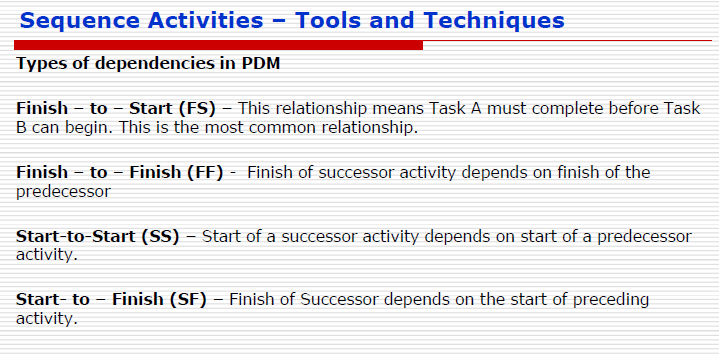 Sequence Activities – Tools and Techniques
Types of dependencies in PDM
Finish – to – Start (FS) – This relationship means Task A must complete before Task
B can begin. This is the most common relationship.
Finish – to – Finish (FF) - Finish of successor activity depends on finish of the
predecessor
Start-to-Start (SS) – Start of a successor activity depends on start of a predecessor
activity.
Start- to – Finish (SF) – Finish of Successor depends on the start of preceding
activity.